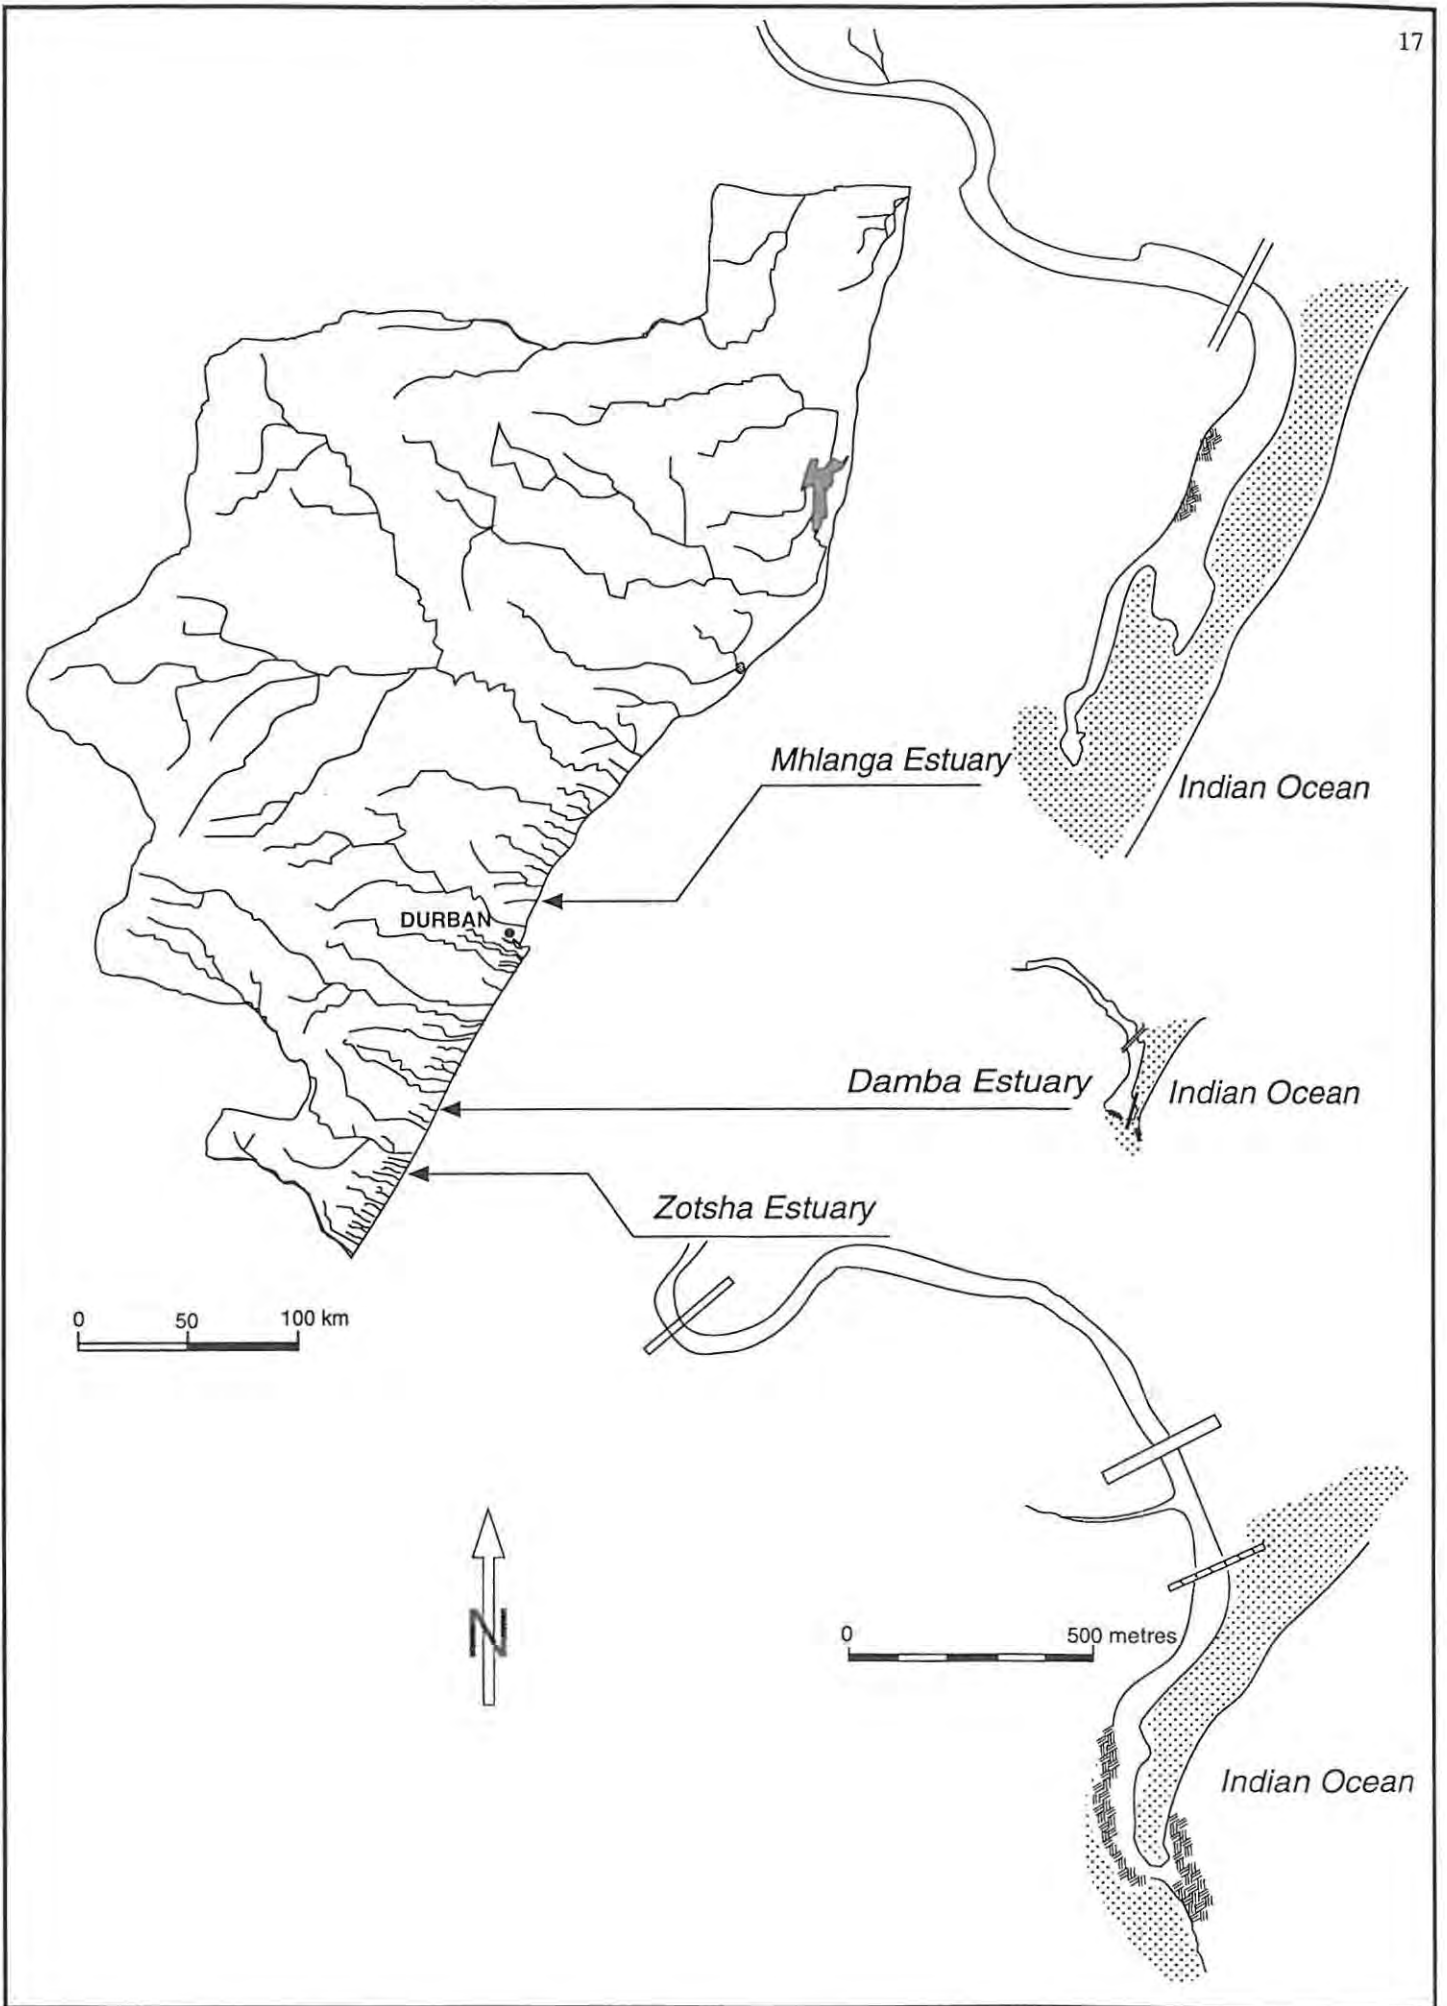 17
Mhlanga Estuary
Indian Ocean
DURBAN
Damba Estuary
Indian Ocean
Zotsha Estuary
0 50 100 km
N
0 500 metres
Indian Ocean